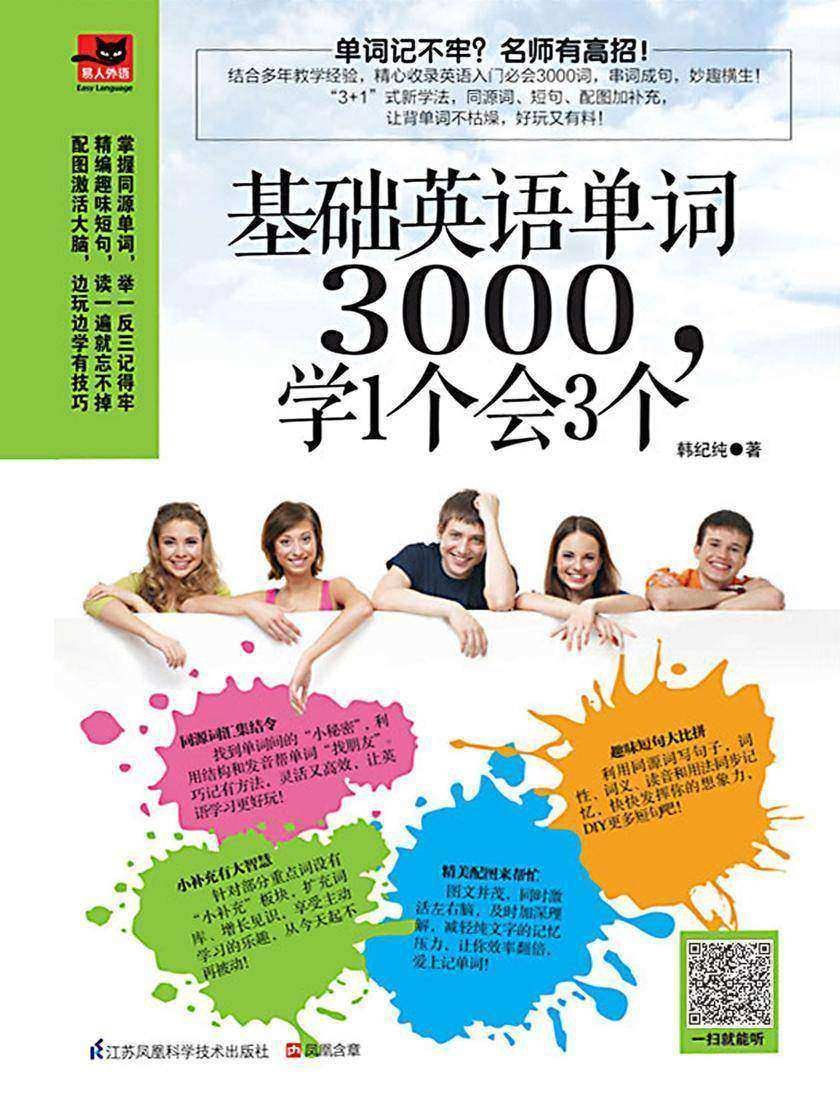 易人外语
Easy Language
单词记不牢？名师有高招！
结合多年教学经验，精心收录英语入门必会3000词，串词成句，妙趣横生！
“3+1”式新学法，同源词、短句、配图加补充，
让背单词不枯燥，好玩又有料！
掌握同源单词，举一反三记得牢
精编趣味短句，读一遍就忘不掉
配图激活大脑，边玩边学有技巧
基础英语单词
3000，
学1个会3个
韩纪纯●著
同源词汇集结令
找到单词间的“小秘密”，利
用结构和发音帮单词“找朋友”。
巧记有方法，灵活又高效，让英
语学习更好玩！
趣味短句大比拼
利用同源词写句子，词
性、词义、读音和用法同步记
忆，快快发挥你的想象力，
DIY更多短句吧！
小补充有大智慧
针对部分重点词设有
“小补充”板块，扩充词
库、增长见识，享受主动
学习的乐趣，从今天起不
再被动！
精美配图来帮忙
图文并茂，同时激
活左右脑，及时加深理
解，减轻纯文字的记忆
压力，让你效率翻倍，
爱上记单词！
一扫就能听
江苏凤凰科学技术出版社
凤凰含章